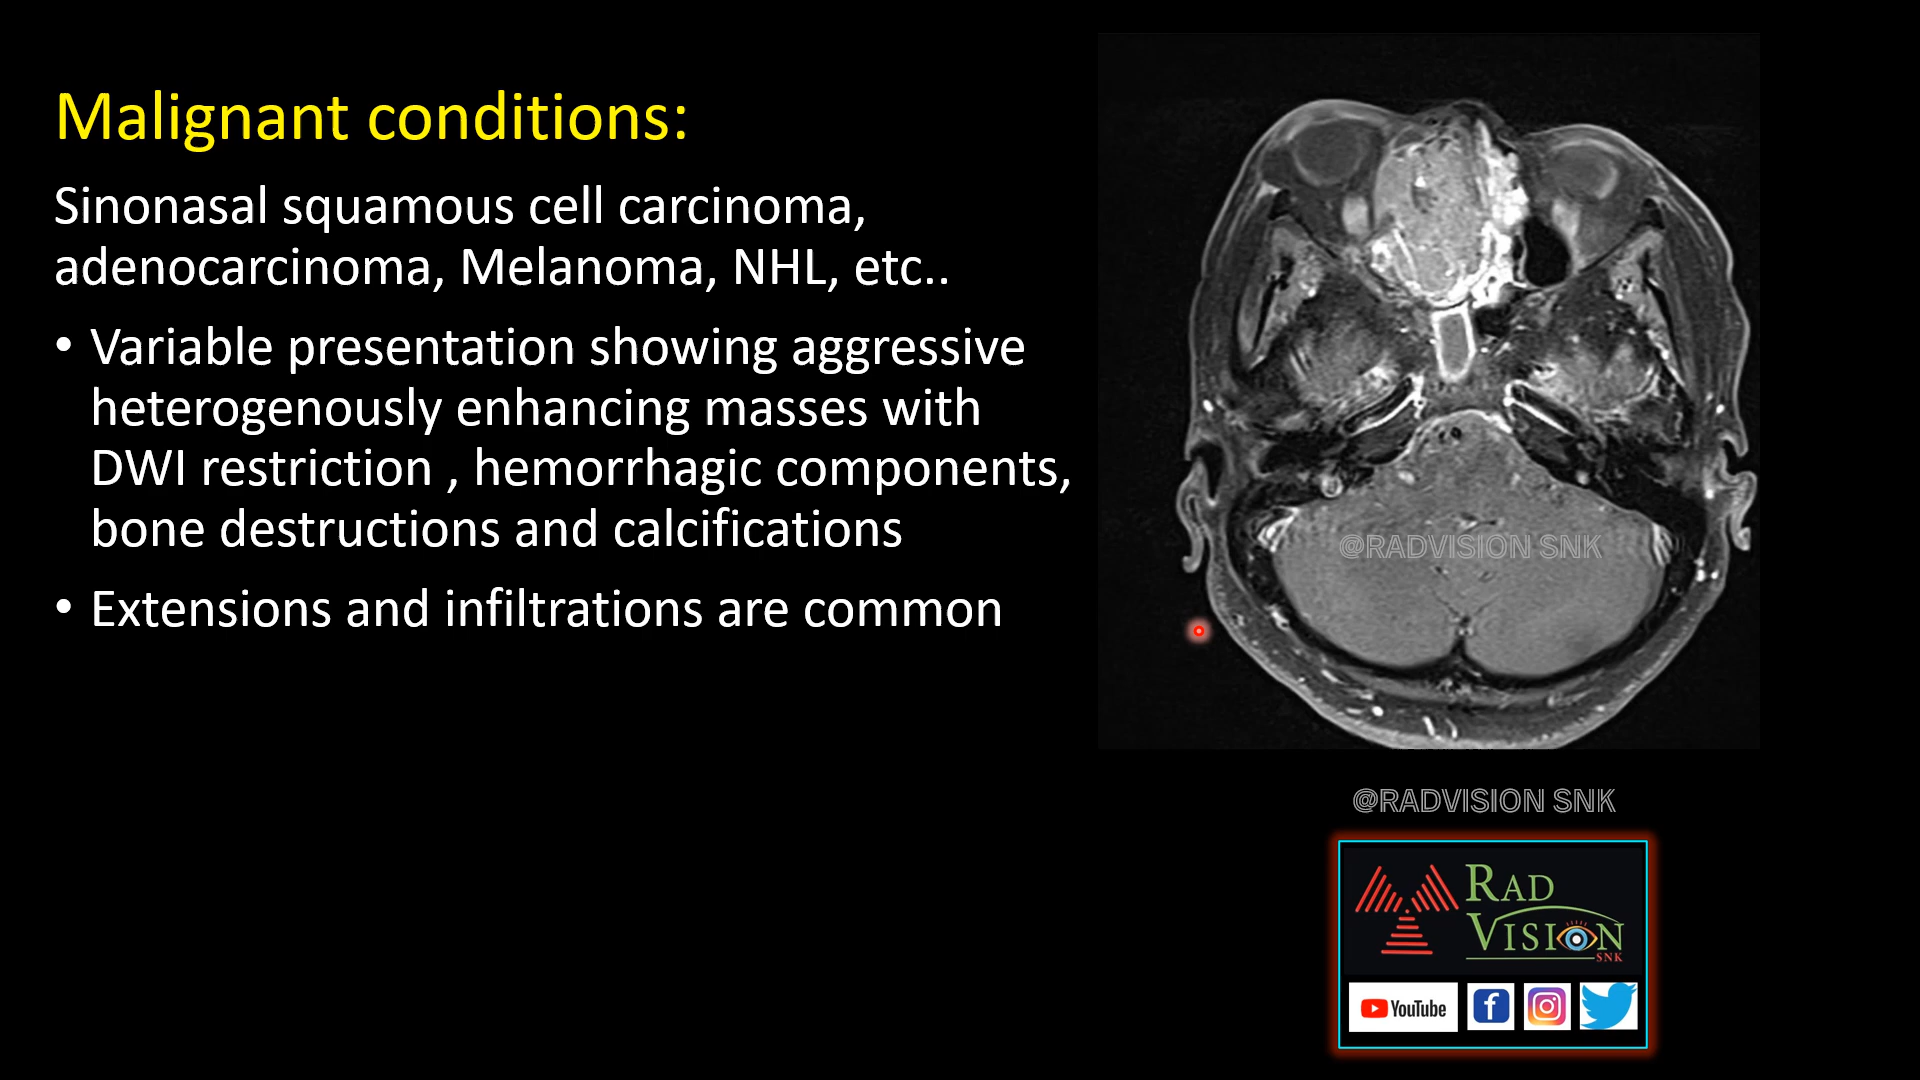 Malignant conditions:
Sinonasal squamous cell carcinoma,
adenocarcinoma, Melanoma, NHL, etc..
• Variable presentation showing aggressive
heterogenously enhancing masses with
DWI restriction , hemorrhagic components,
bone destructions and calcifications
• Extensions and infiltrations are common
@RADVISION SNK
@RADVISION SNK
RAD
VISION
SNK
YouTube